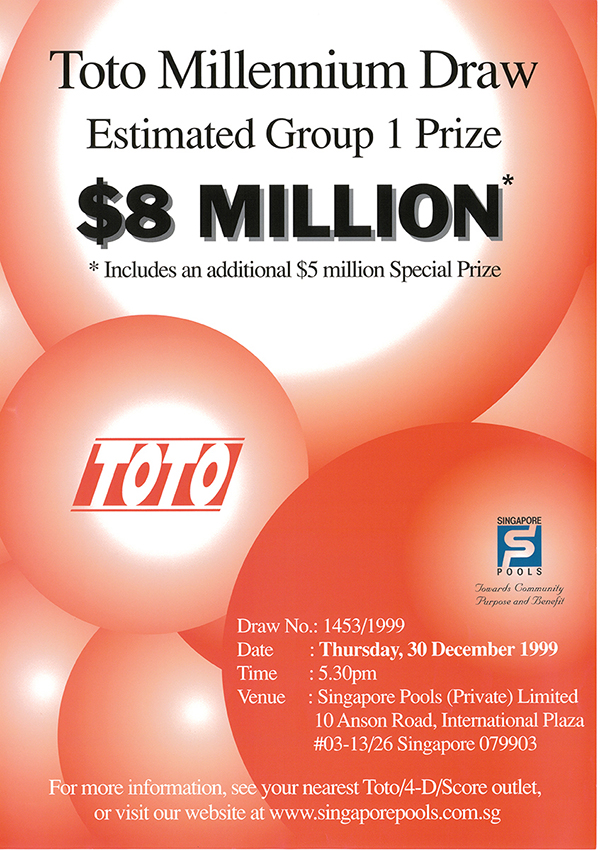 Toto Millennium Draw
Estimated Group 1 Prize
$8 MILLION*
* Includes an additional $5 million Special Prize
TOTO
SINGAPORE
S
POOLS
Towards Community
Purpose and Benefit
Draw No.: 1453/1999
Date : Thursday, 30 December 1999
Time : 5.30pm
Venue : Singapore Pools (Private) Limited
10 Anson Road, International Plaza
#03-13/26 Singapore 079903
For more information, see your nearest Toto/4-D/Score outlet,
or visit our website at www.singaporepools.com.sg